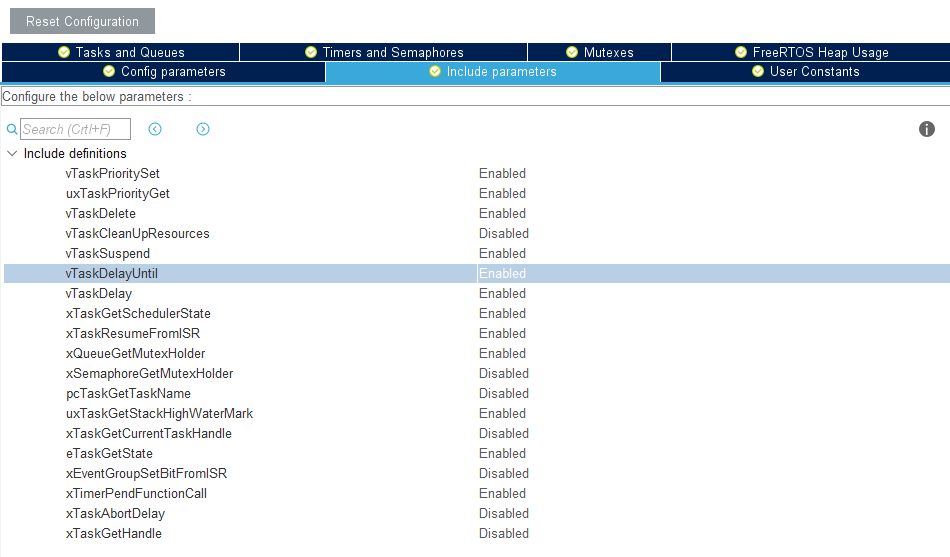 Reset Configuration
Tasks and Queues Timers and Semaphores Mutexes FreeRTOS Heap Usage
Config parameters Include parameters User Constants
Configure the below parameters :
Search (Crtl+F)
Include definitions
vTaskPrioritySet Enabled
uxTaskPriorityGet Enabled
vTaskDelete Enabled
vTaskCleanUpResources Disabled
vTaskSuspend Enabled
vTaskDelayUntil Enabled
vTaskDelay Enabled
xTaskGetSchedulerState Enabled
xTaskResumeFromISR Enabled
xQueueGetMutexHolder Enabled
xSemaphoreGetMutexHolder Disabled
pcTaskGetTaskName Disabled
uxTaskGetStackHighWaterMark Enabled
xTaskGetCurrentTaskHandle Disabled
eTaskGetState Enabled
xEventGroupSetBitFromISR Disabled
xTimerPendFunctionCall Enabled
xTaskAbortDelay Disabled
xTaskGetHandle Disabled